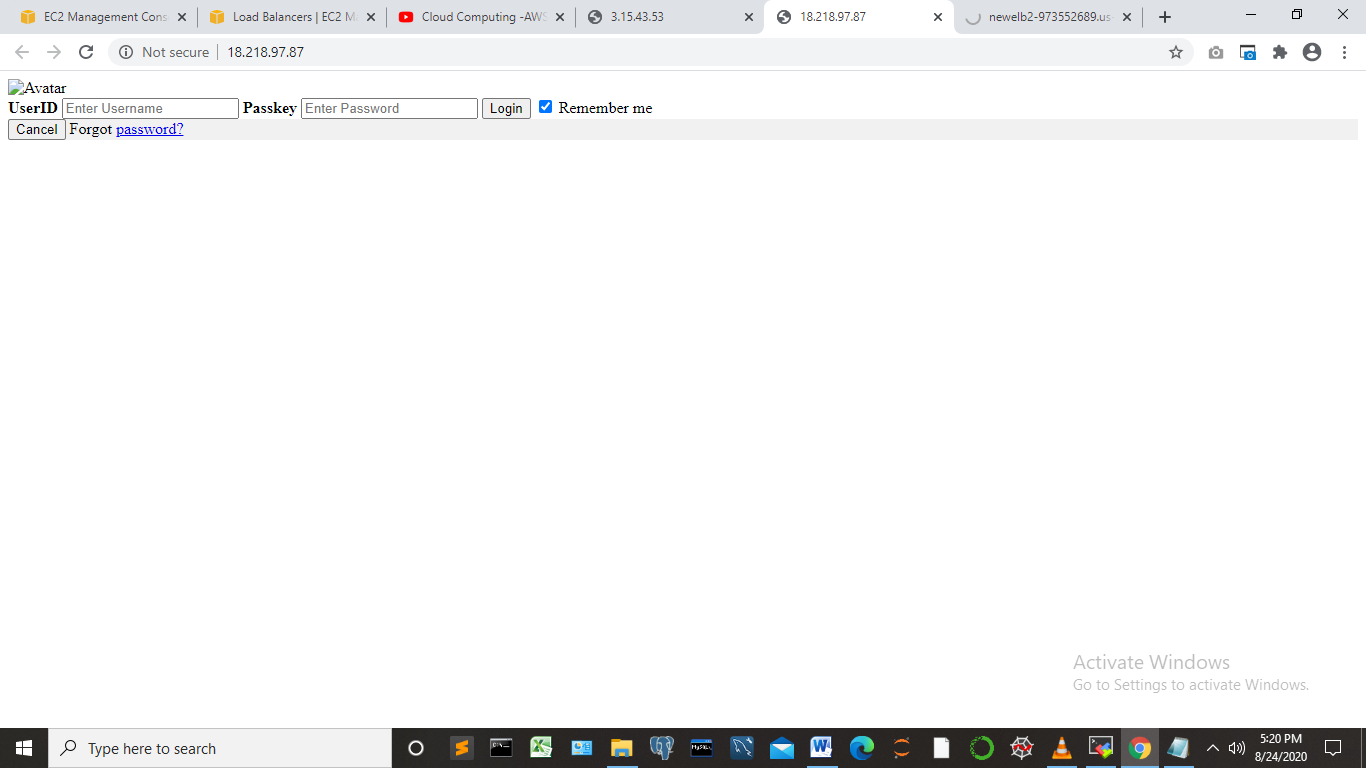 EC2 Management Cons
Load Balancers | EC2 M
Cloud Computing -AWS
3.15.43.53
18.218.97.87
newelb2-973552689.us
Not secure
18.218.97.87
Avatar
UserID Enter Username Passkey Enter Password Login Remember me
Cancel Forgot password?
Activate Windows
Go to Settings to activate Windows.
Type here to search
5:20 PM
8/24/2020